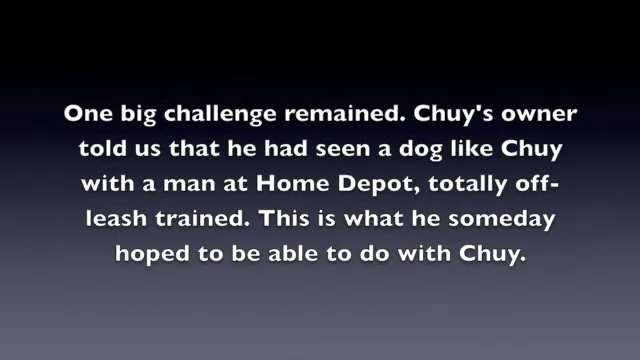 One big challenge remained. Chuy's owner
told us that he had seen a dog like Chuy
with a man at Home Depot, totally off-
leash trained. This is what he someday
hoped to be able to do with Chuy.